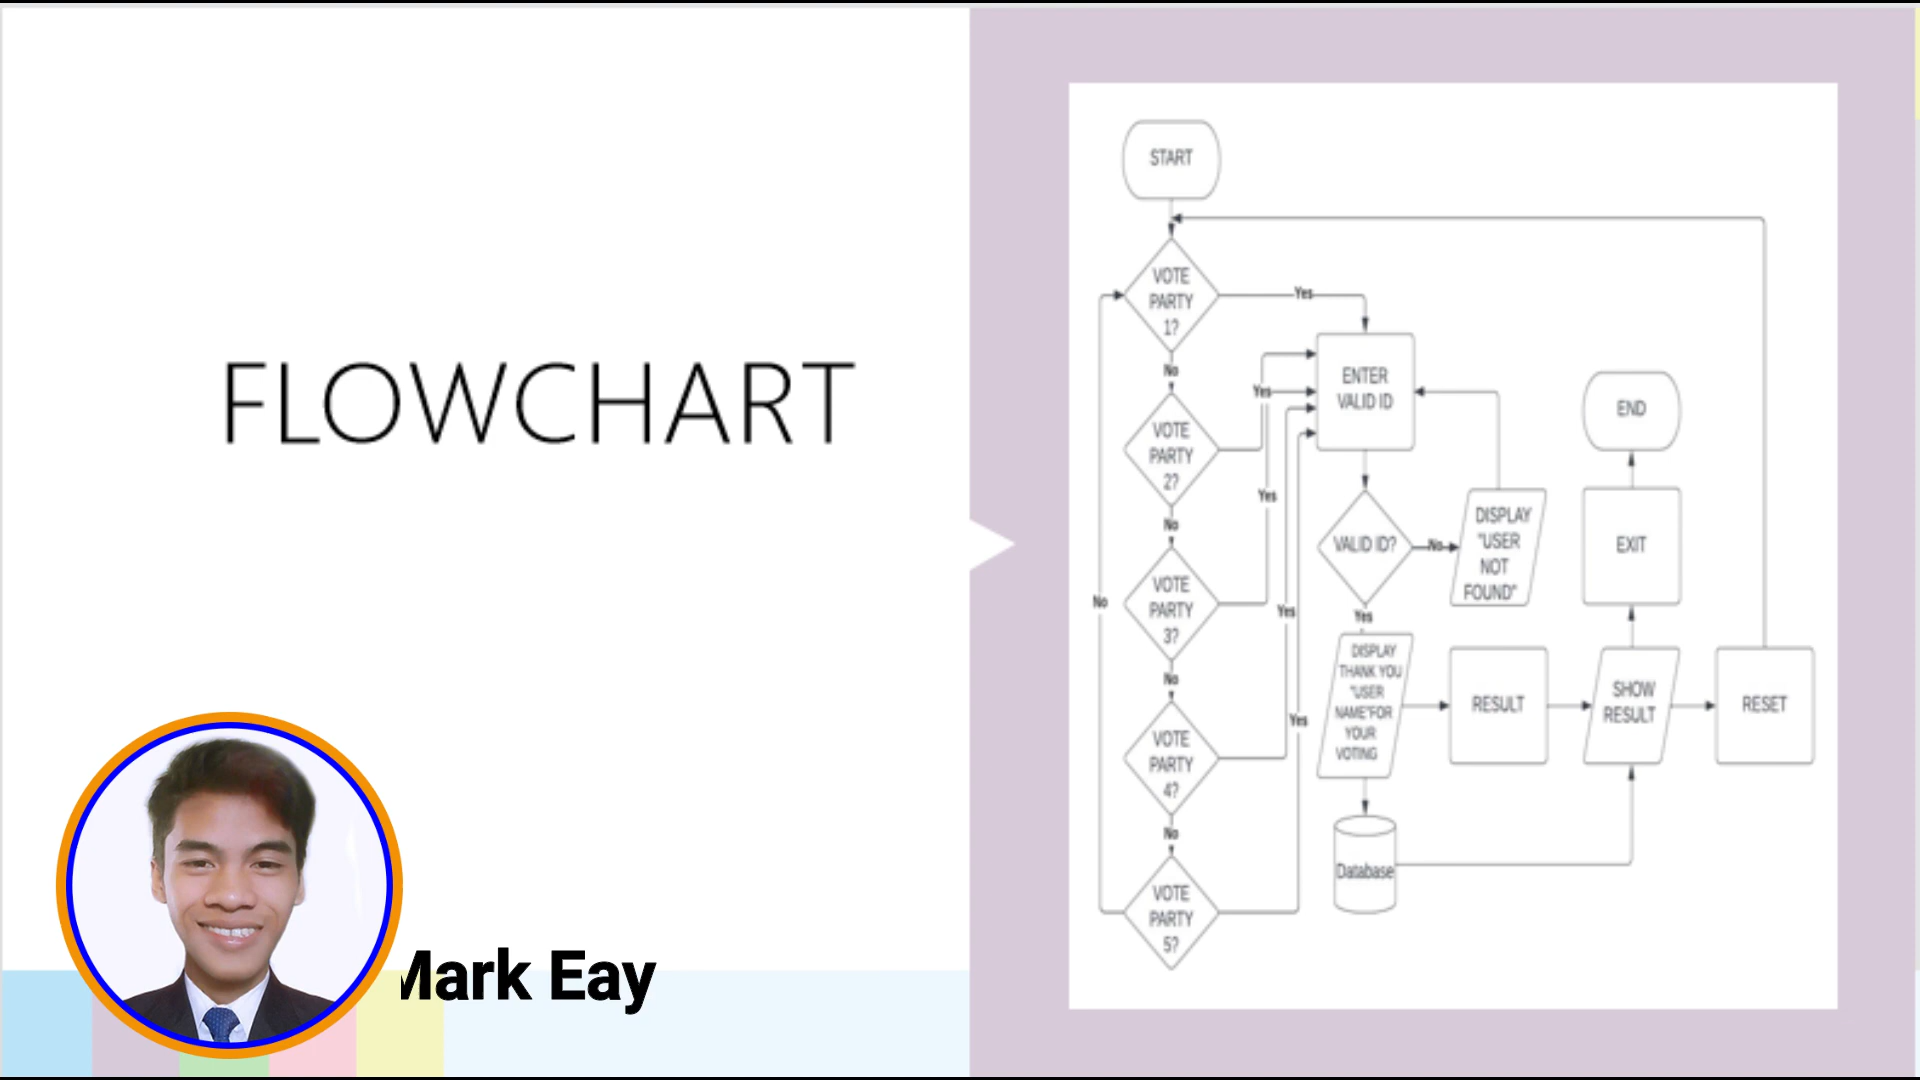 FLOWCHART
Mark Eay
START
VOTE
PARTY
1?
Yes
No
ENTER
VALID ID
Yes
VOTE
PARTY
2?
END
Yes
No
VALID ID?
No
DISPLAY
"USER
NOT
FOUND"
EXIT
VOTE
PARTY
3?
No
Yes
Yes
No
DISPLAY
THANK YOU
"USER
NAME"FOR
YOUR
VOTING
RESULT
SHOW
RESULT
RESET
Yes
VOTE
PARTY
4?
No
Database
VOTE
PARTY
5?